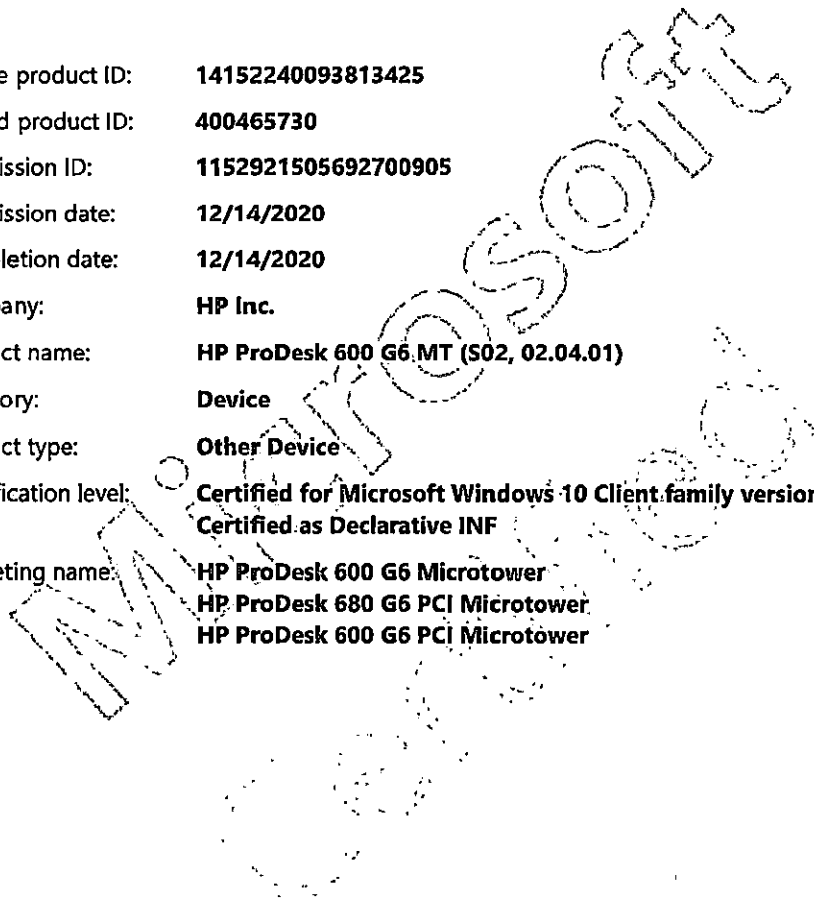 e product ID: 14152240093813425
d product ID: 400465730
ission ID: 1152921505692700905
ission date: 12/14/2020
letion date: 12/14/2020
any: HP Inc.
ct name: HP ProDesk 600 G6 MT (S02, 02.04.01)
ory: Device
ct type: Other Device
ication level: Certified for Microsoft Windows 10 Client family version
Certified as Declarative INF
eting name: HP ProDesk 600 G6 Microtower
HP ProDesk 680 G6 PCI Microtower
HP ProDesk 600 G6 PCI Microtower
Microsoft
Certified